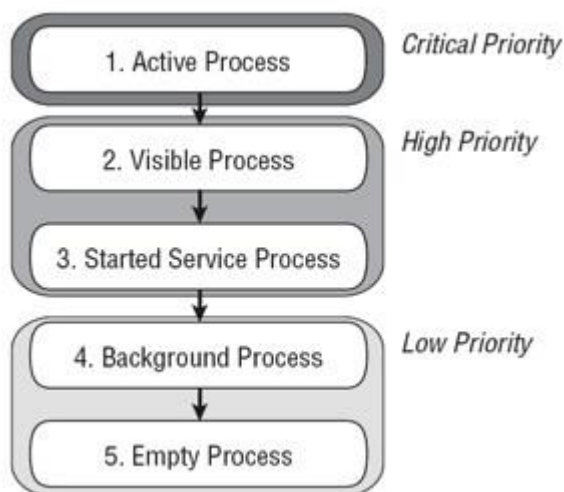 1. Active Process
Critical Priority
2. Visible Process
High Priority
3. Started Service Process
4. Background Process
Low Priority
5. Empty Process